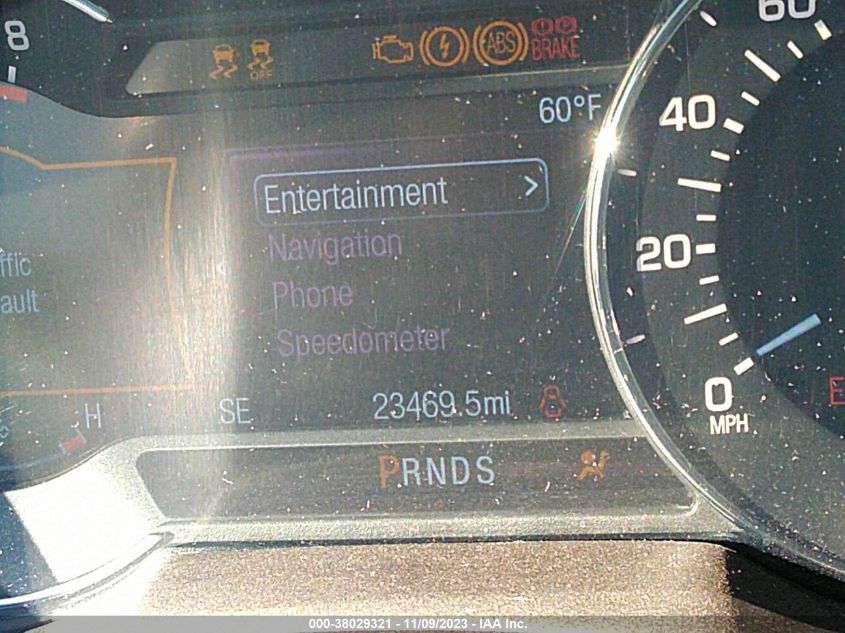 8
60
OFF
ABS
BRAKE
60°F
40
Entertainment >
Navigation
ffic
ault
20
Phone
Speedometer
H
SE
23469.5mi
0
MPH
E
PRNDS
000-38029321 - 11/09/2023 - IAA Inc.